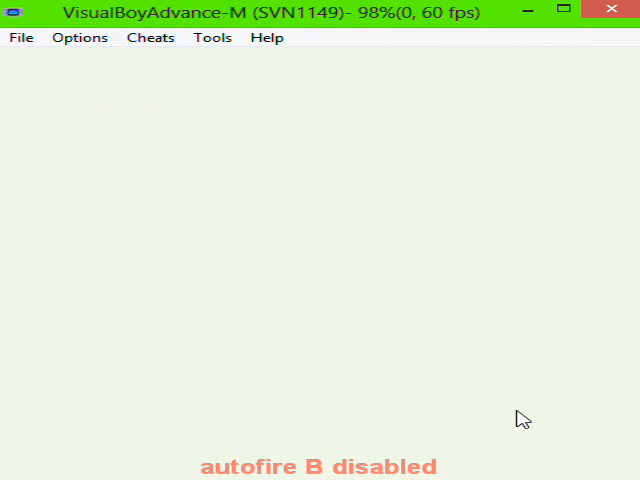 VisualBoyAdvance-M (SVN1149)- 98%(0, 60 fps)
File Options Cheats Tools Help
autofire B disabled